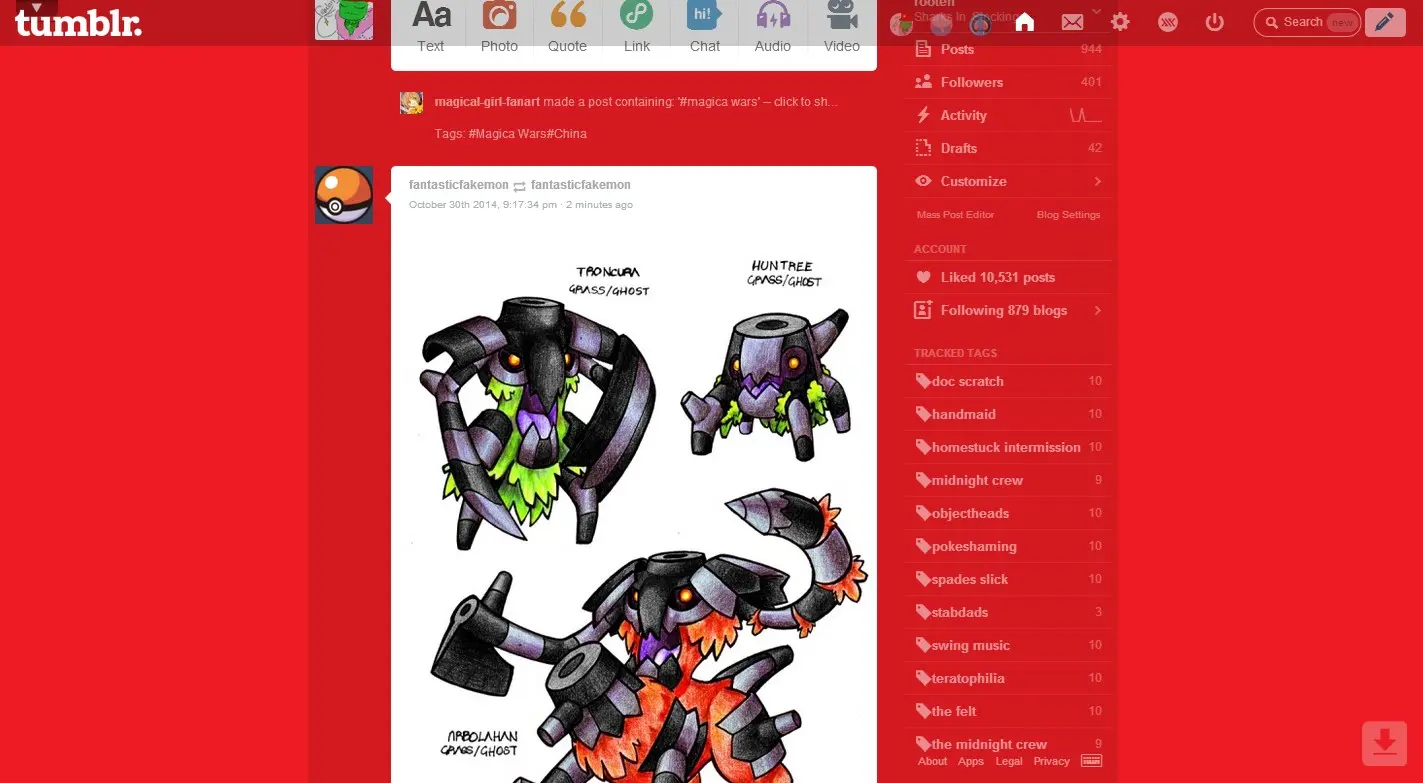 tumblr.
Search new
Aa
hi!
Text Photo Quote Link Chat Audio Video
rooten
Sharks In
Posts 944
Followers 401
Activity
Drafts 42
Customize
Mass Post Editor Blog Settings
magical-girl-fanart made a post containing: '#magica wars' – click to sh...
Tags: #Magica Wars#China
fantasticfakemon fantasticfakemon
October 30th 2014, 9:17:34 pm · 2 minutes ago
TRONCURA
GRASS/GHOST
HUNTREE
GRASS/GHOST
ARBOLAHAN
GRASS/GHOST
ACCOUNT
Liked 10,531 posts
Following 879 blogs
TRACKED TAGS
doc scratch 10
handmaid 10
homestuck intermission 10
midnight crew 9
objectheads 10
pokeshaming 10
spades slick 10
stabdads 3
swing music 10
teratophilia 10
the felt 10
the midnight crew 9
About Apps Legal Privacy